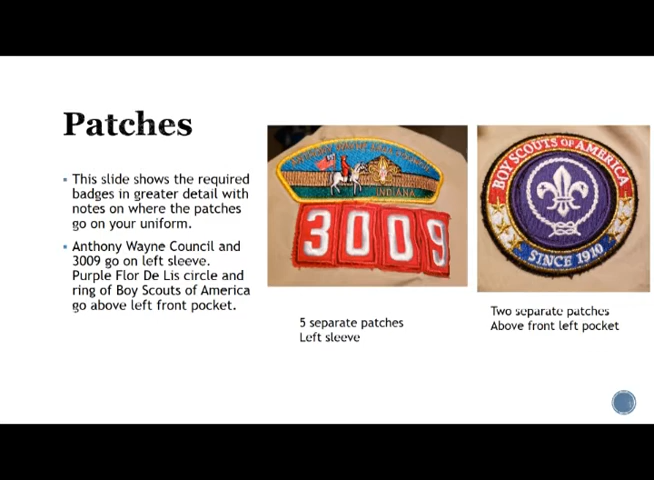 Patches
This slide shows the required
badges in greater detail with
notes on where the patches
go on your uniform.
Anthony Wayne Council and
3009 go on left sleeve.
Purple Flor De Lis circle and
ring of Boy Scouts of America
go above left front pocket.
ANTHONY WAYNE AREA COUNCIL
INDIANA
3009
5 separate patches
Left sleeve
BOY SCOUTS OF AMERICA
SINCE 1910
Two separate patches
Above front left pocket